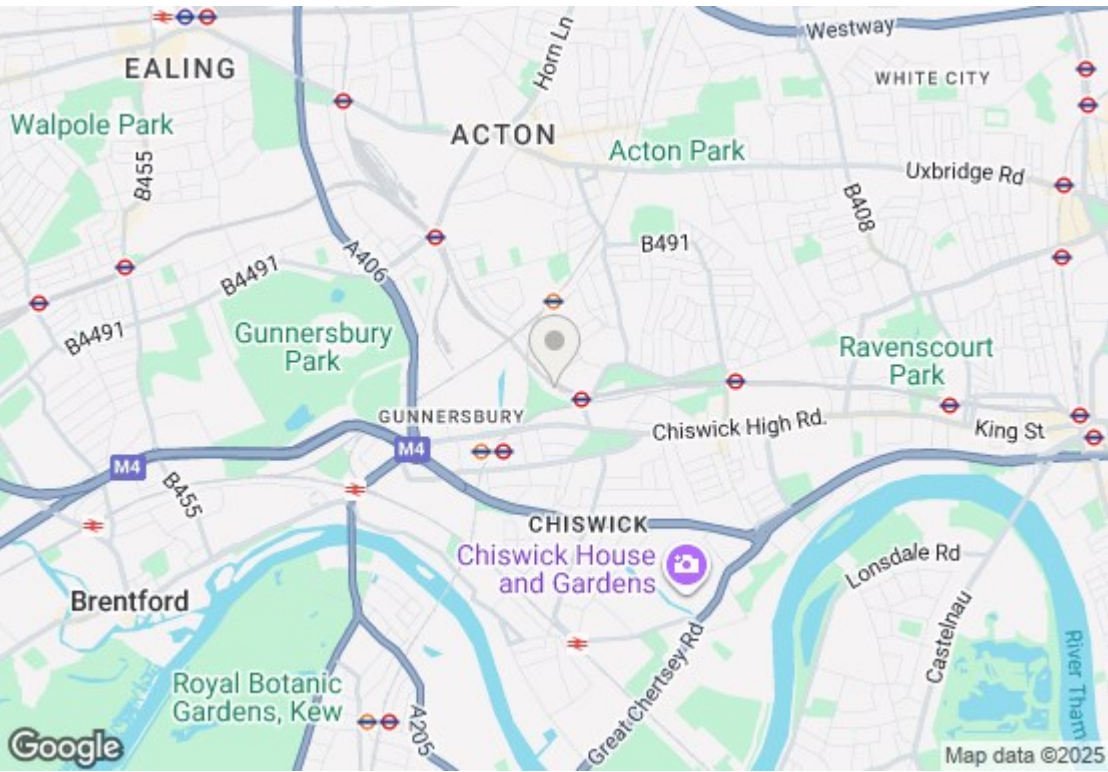 Westway
EALING
Horn Ln
WHITE CITY
Walpole Park
ACTON
Acton Park
B455
Uxbridge Rd
B408
B491
A406
B4491
B4491
Gunnersbury
Park
Ravenscourt
Park
GUNNERSBURY
Chiswick High Rd.
King St
M4
M4
B455
CHISWICK
Chiswick House
and Gardens
Lonsdale Rd
Brentford
Castelnau
River Tham
Great Chertsey Rd
Royal Botanic
Gardens, Kew
A205
Google
Map data ©2025